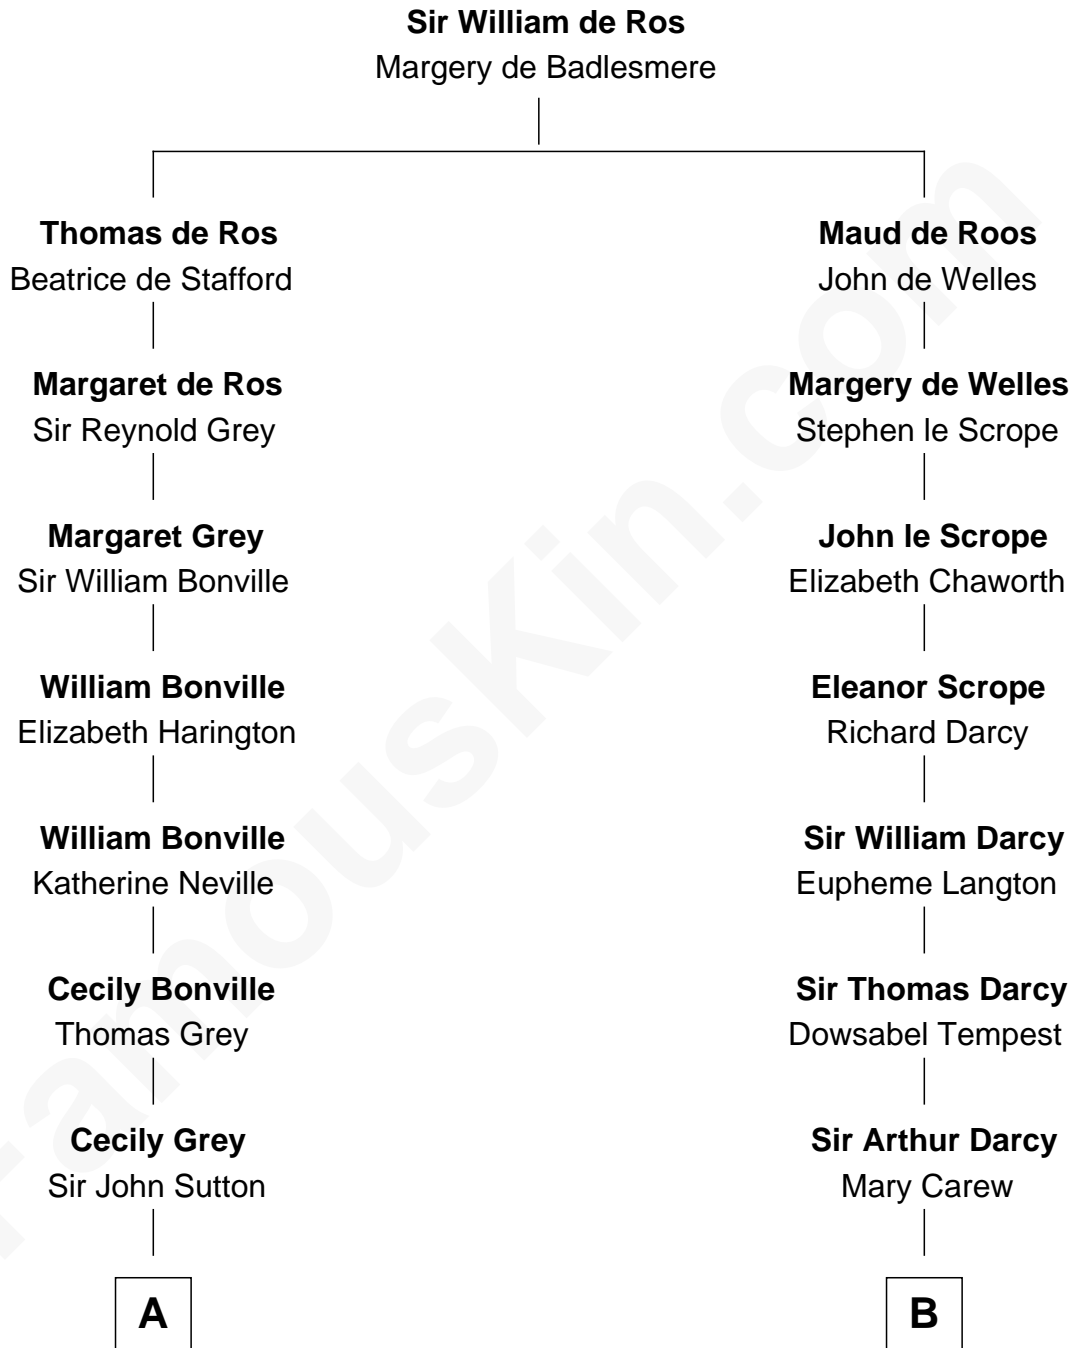 Sir William de Ros
Margery de Badlesmere
Thomas de Ros
Beatrice de Stafford
Maud de Roos
John de Welles
Margaret de Ros
Sir Reynold Grey
Margery de Welles
Stephen le Scrope
Margaret Grey
Sir William Bonville
John le Scrope
Elizabeth Chaworth
William Bonville
Elizabeth Harington
Eleanor Scrope
Richard Darcy
William Bonville
Katherine Neville
Sir William Darcy
Eupheme Langton
Cecily Bonville
Thomas Grey
Sir Thomas Darcy
Dowsabel Tempest
Cecily Grey
Sir John Sutton
Sir Arthur Darcy
Mary Carew
A
B
FamousKin.com